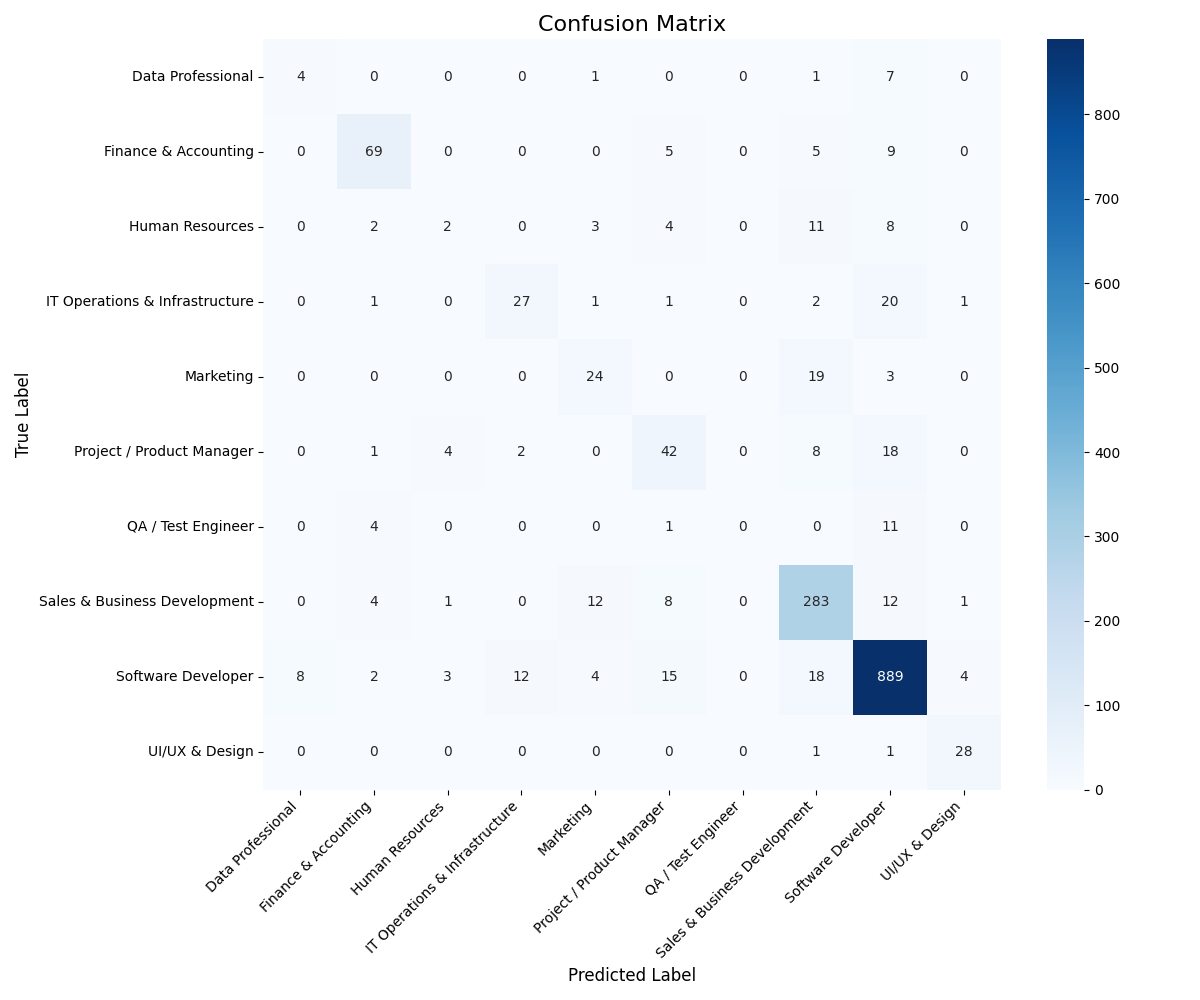 Confusion Matrix
True Label
Data Professional 4 0 0 0 1 0 0 1 7 0
Finance & Accounting 0 69 0 0 0 5 0 5 9 0
Human Resources 0 2 2 0 3 4 0 11 8 0
IT Operations & Infrastructure 0 1 0 27 1 1 0 2 20 1
Marketing 0 0 0 0 24 0 0 19 3 0
Project / Product Manager 0 1 4 2 0 42 0 8 18 0
QA / Test Engineer 0 4 0 0 0 1 0 0 11 0
Sales & Business Development 0 4 1 0 12 8 0 283 12 1
Software Developer 8 2 3 12 4 15 0 18 889 4
UI/UX & Design 0 0 0 0 0 0 0 1 1 28
Data Professional
Finance & Accounting
Human Resources
IT Operations & Infrastructure
Marketing
Project / Product Manager
QA / Test Engineer
Sales & Business Development
Software Developer
UI/UX & Design
Predicted Label
800
700
600
500
400
300
200
100
0